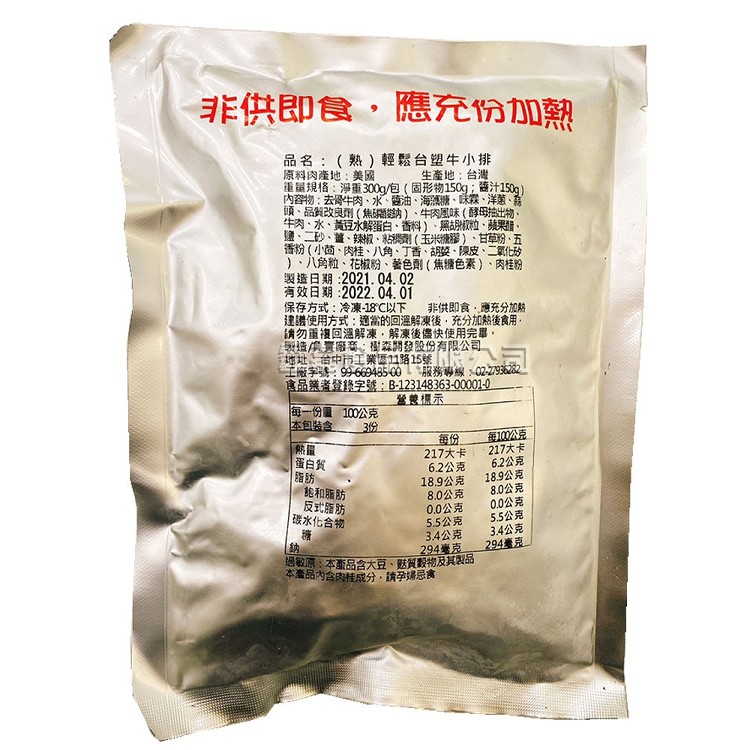 非供即食，應充份加熱
品名：（熟）輕鬆台塑牛小排
原料肉產地：美國 生產地：台灣
重量規格：淨重300g/包（固形物150g；醬汁150g）
內容物：去骨牛肉、水、醬油、海藻糖、味霖、洋蔥、蒜
頭、品質改良劑（焦磷酸鈉）、牛肉風味（酵母抽出物、
牛肉、水、黃豆水解蛋白、香料）、黑胡椒粒、蘋果醋、
鹽、二砂、薑、辣椒、粘稠劑（玉米糖膠）、甘草粉、五
香粉（小茴、肉桂、八角、丁香、胡荽、陳皮、二氧化矽
）、八角粒、花椒粉、著色劑（焦糖色素）、肉桂粉
製造日期：2021.04.02
有效日期：2022.04.01
保存方式：冷凍-18℃以下 非供即食，應充分加熱
建議使用方式：適當的回溫解凍後，充分加熱後食用，
請勿重複回溫解凍，解凍後儘快使用完畢，
製造人負責廠商：樹森開發股份有限公司
地址：台中市工業區11路15號
工廠字號：99-669485-00 服務專線：02-27936282
食品業者登錄字號：B-123148363-00001-0
營養標示
每一份量 100公克
本包裝含 3份
每份 每100公克
熱量 217大卡 217大卡
蛋白質 6.2公克 6.2公克
脂肪 18.9公克 18.9公克
飽和脂肪 8.0公克 8.0公克
反式脂肪 0.0公克 0.0公克
碳水化合物 5.5公克 5.5公克
糖 3.4公克 3.4公克
鈉 294毫克 294毫克
過敏原：本產品含大豆、麩質穀物及其製品
本產品內含肉桂成分，請孕婦忌食